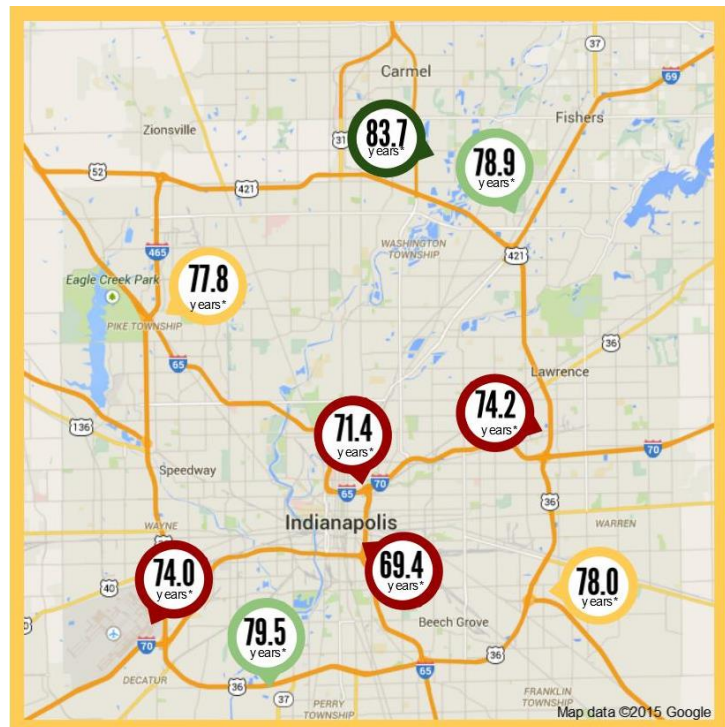 37
Carmel
69
Fishers
Zionsville
31
83.7
years*
78.9
years*
52
421
WASHINGTON
TOWNSHIP
421
465
Eagle Creek Park
77.8
years*
PIKE TOWNSHIP
36
65
Lawrence
74.2
years*
136
71.4
years*
70
Speedway
70
65
36
Indianapolis
WAYNE
WARREN
74.0
years*
69.4
years*
78.0
years*
40
79.5
years*
Beech Grove
70
36
65
DECATUR
36
37
PERRY
TOWNSHIP
FRANKLIN
TOWNSHIP
Map data ©2015 Google